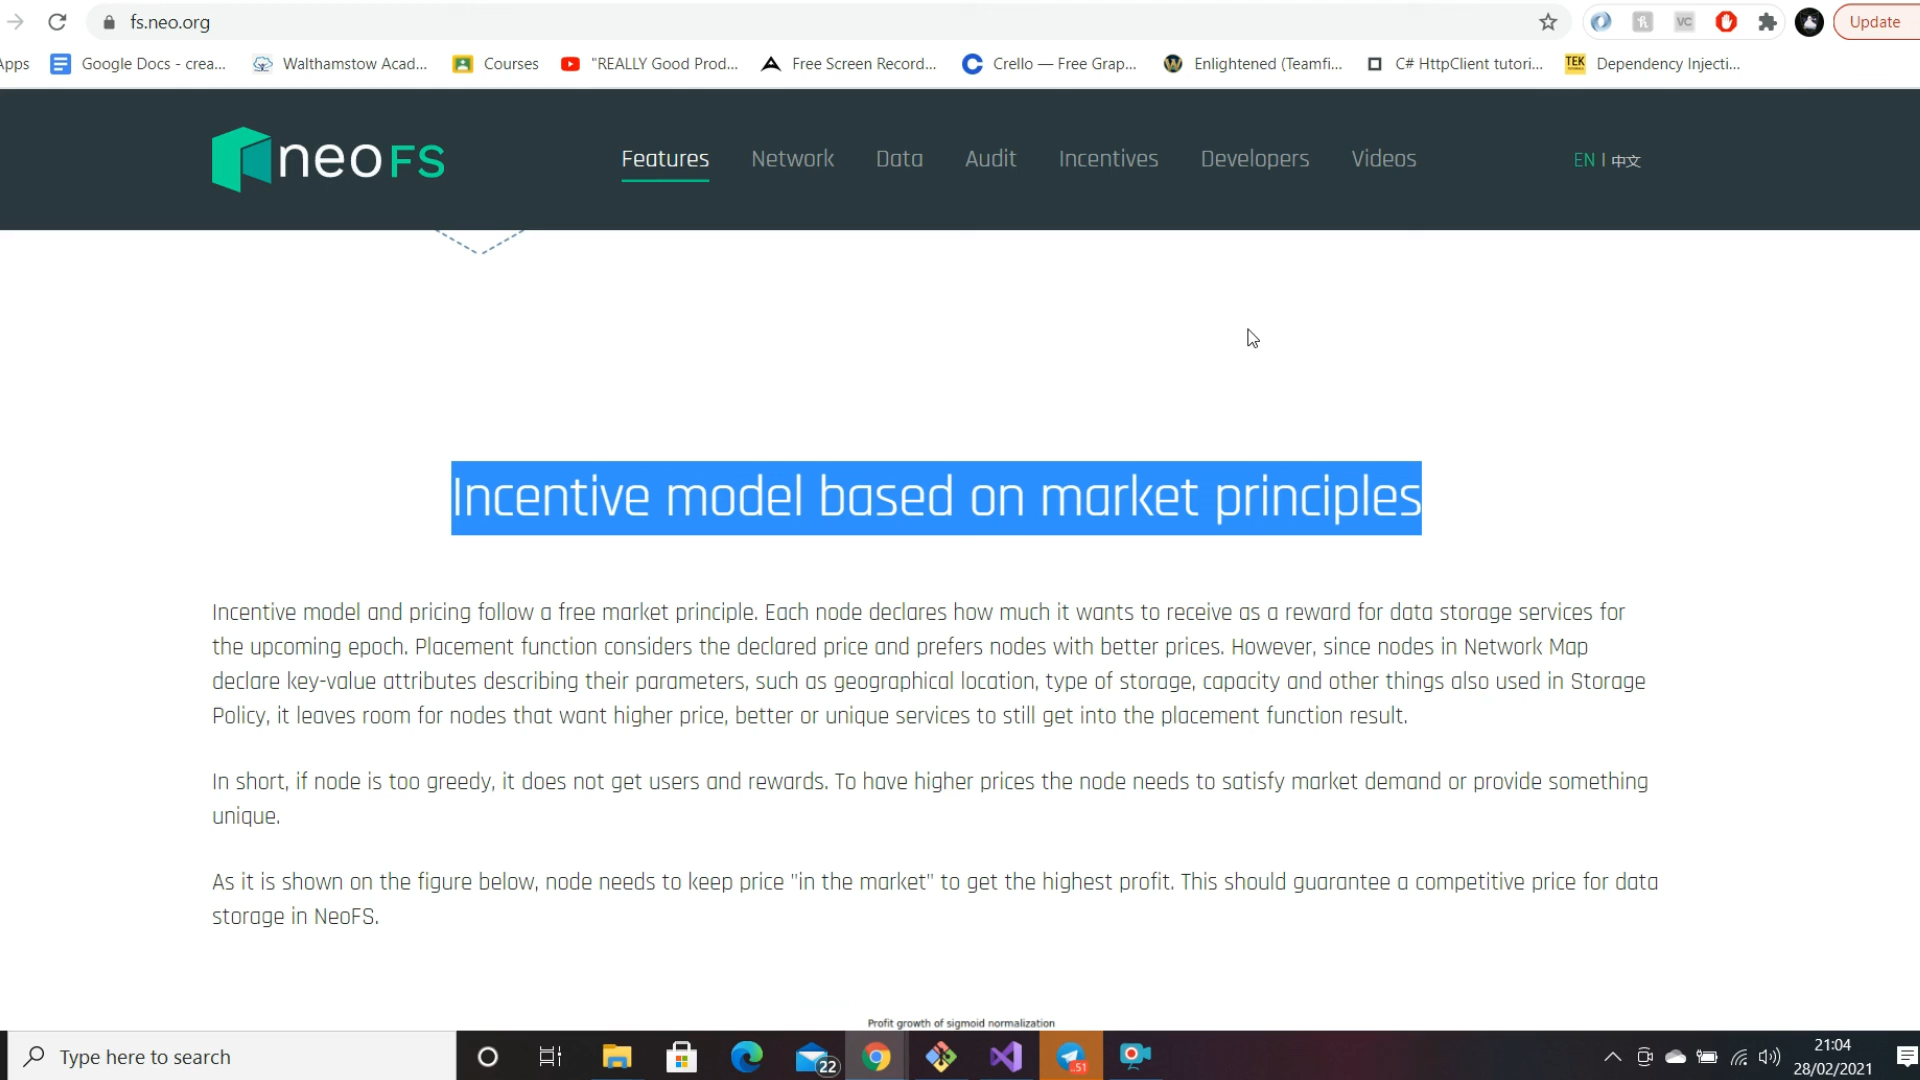 fs.neo.org
VC
Update
Apps
Google Docs - crea...
Walthamstow Acad...
Courses
"REALLY Good Prod...
Free Screen Record...
Crello — Free Grap...
Enlightened (Teamfi...
C# HttpClient tutori...
TEK
Dependency Injecti...
neo FS
Features
Network
Data
Audit
Incentives
Developers
Videos
EN | 中文
Incentive model based on market principles
Incentive model and pricing follow a free market principle. Each node declares how much it wants to receive as a reward for data storage services for
the upcoming epoch. Placement function considers the declared price and prefers nodes with better prices. However, since nodes in Network Map
declare key-value attributes describing their parameters, such as geographical location, type of storage, capacity and other things also used in Storage
Policy, it leaves room for nodes that want higher price, better or unique services to still get into the placement function result.
In short, if node is too greedy, it does not get users and rewards. To have higher prices the node needs to satisfy market demand or provide something
unique.
As it is shown on the figure below, node needs to keep price "in the market" to get the highest profit. This should guarantee a competitive price for data
storage in NeoFS.
Profit growth of sigmoid normalization
Type here to search
22
..51
21:04
28/02/2021